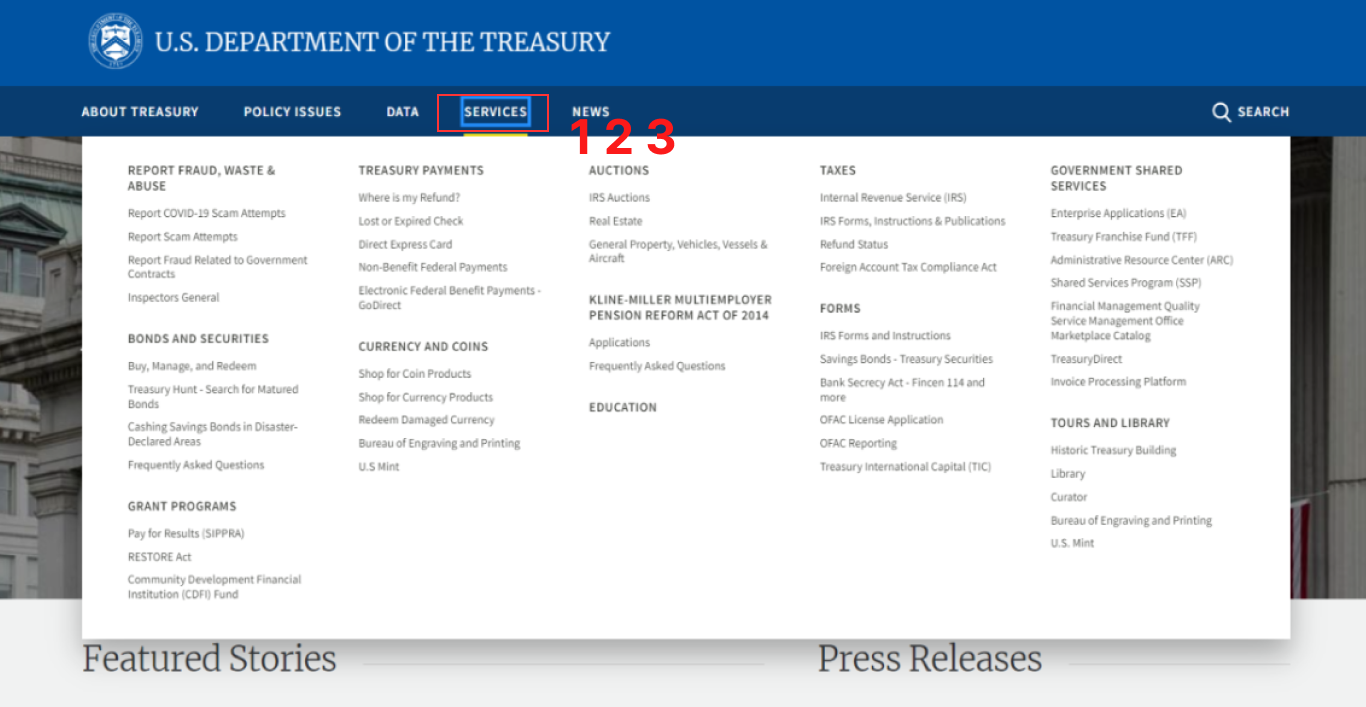 U.S. DEPARTMENT OF THE TREASURY
ABOUT TREASURY
POLICY ISSUES
DATA
SERVICES
NEWS
SEARCH
1 2 3
REPORT FRAUD, WASTE &
ABUSE
Report COVID-19 Scam Attempts
Report Scam Attempts
Report Fraud Related to Government
Contracts
Inspectors General
BONDS AND SECURITIES
Buy, Manage, and Redeem
Treasury Hunt - Search for Matured
Bonds
Cashing Savings Bonds in Disaster-
Declared Areas
Frequently Asked Questions
GRANT PROGRAMS
Pay for Results (SIPPRA)
RESTORE Act
Community Development Financial
Institution (CDFI) Fund
TREASURY PAYMENTS
Where is my Refund?
Lost or Expired Check
Direct Express Card
Non-Benefit Federal Payments
Electronic Federal Benefit Payments -
GoDirect
CURRENCY AND COINS
Shop for Coin Products
Shop for Currency Products
Redeem Damaged Currency
Bureau of Engraving and Printing
U.S Mint
AUCTIONS
IRS Auctions
Real Estate
General Property, Vehicles, Vessels &
Aircraft
KLINE-MILLER MULTIEMPLOYER
PENSION REFORM ACT OF 2014
Applications
Frequently Asked Questions
EDUCATION
TAXES
Internal Revenue Service (IRS)
IRS Forms, Instructions & Publications
Refund Status
Foreign Account Tax Compliance Act
FORMS
IRS Forms and Instructions
Savings Bonds - Treasury Securities
Bank Secrecy Act - Fincen 114 and
more
OFAC License Application
OFAC Reporting
Treasury International Capital (TIC)
GOVERNMENT SHARED
SERVICES
Enterprise Applications (EA)
Treasury Franchise Fund (TFF)
Administrative Resource Center (ARC)
Shared Services Program (SSP)
Financial Management Quality
Service Management Office
Marketplace Catalog
TreasuryDirect
Invoice Processing Platform
TOURS AND LIBRARY
Historic Treasury Building
Library
Curator
Bureau of Engraving and Printing
U.S. Mint
Featured Stories
Press Releases